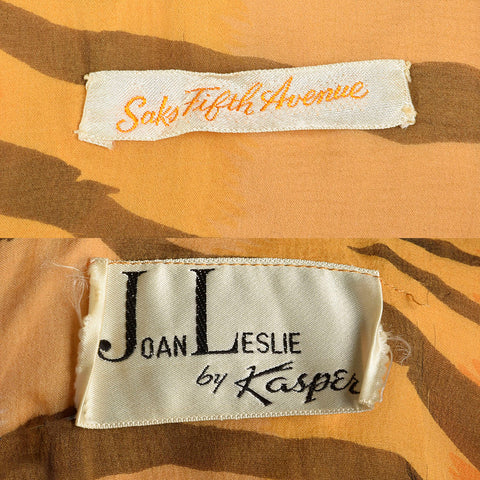 Saks Fifth Avenue
JOAN LESLIE
by Kasper